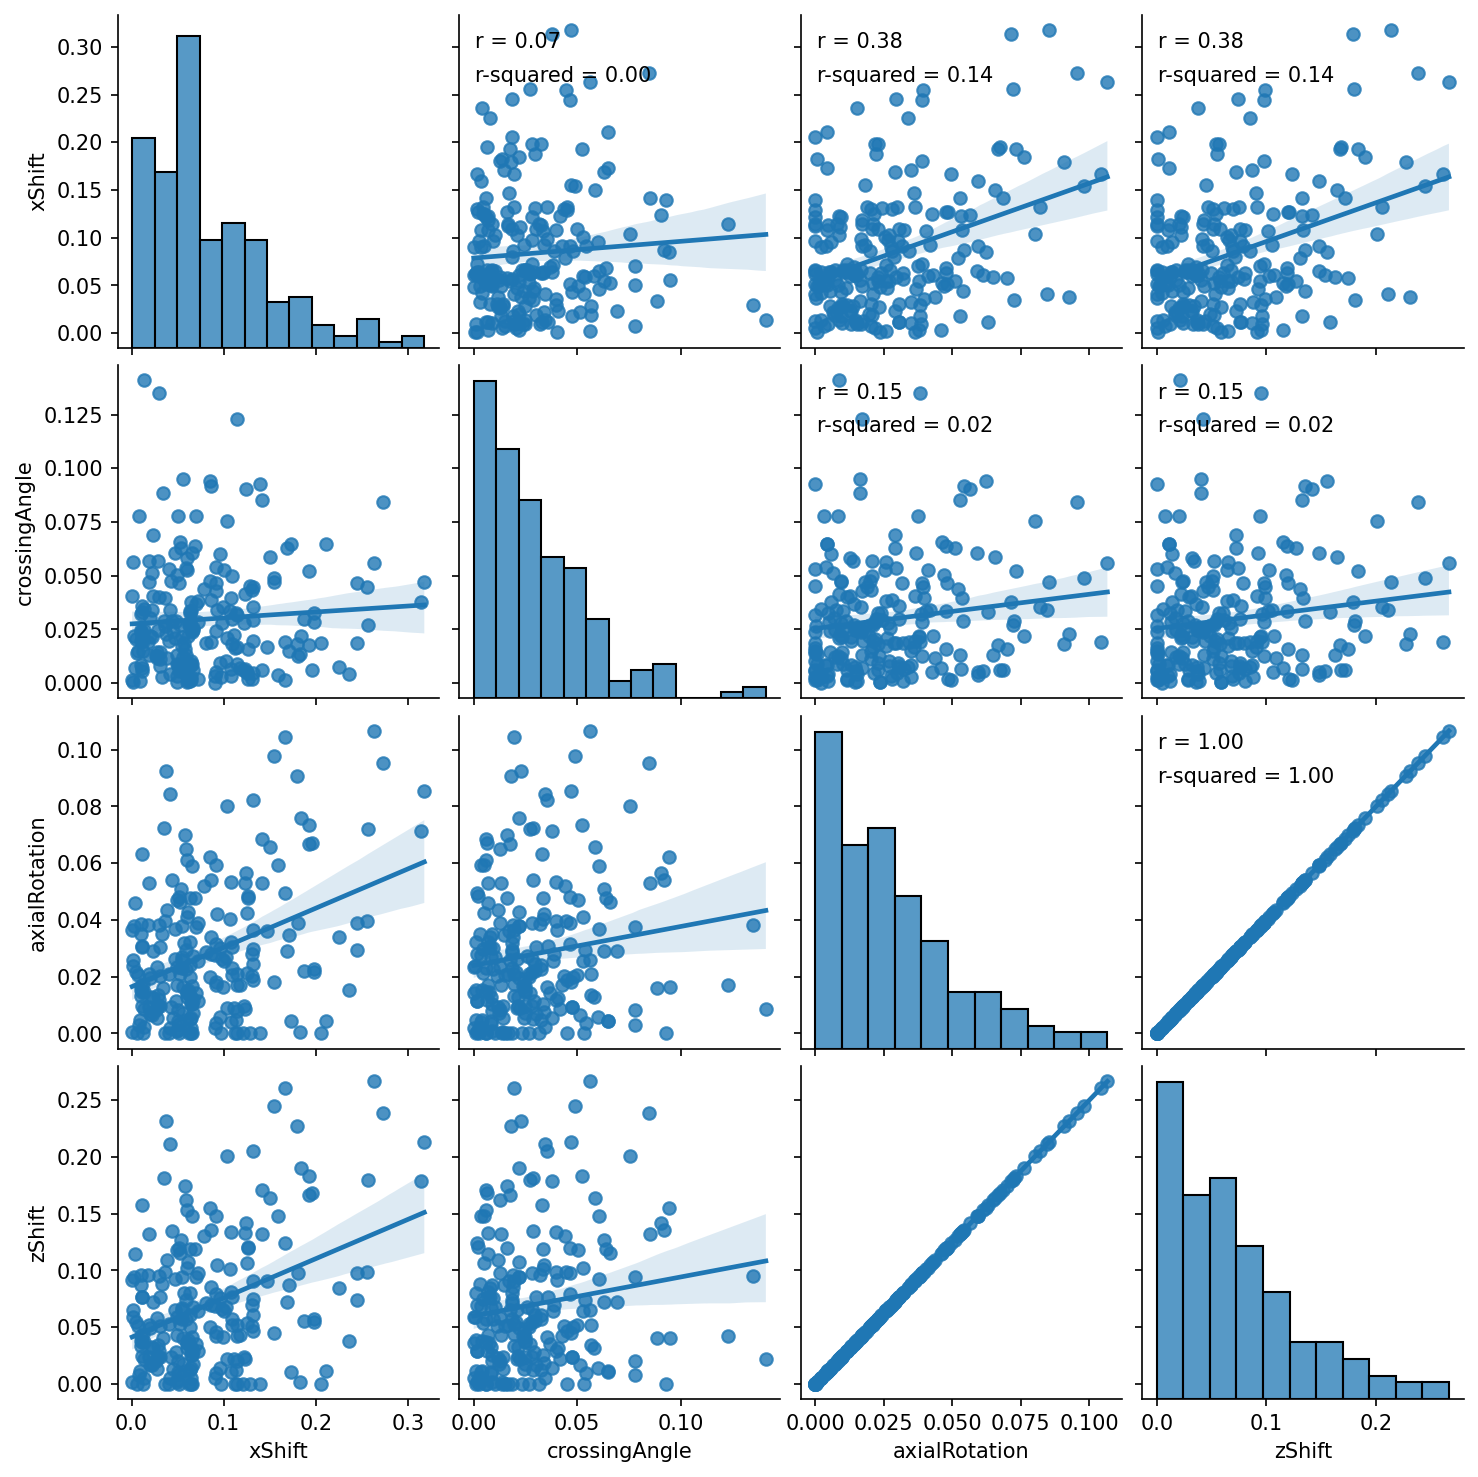 0.30
0.25
0.20
0.15
0.10
0.05
0.00
xShift
r = 0.07
r-squared = 0.00
r = 0.38
r-squared = 0.14
r = 0.38
r-squared = 0.14
0.125
0.100
0.075
0.050
0.025
0.000
crossingAngle
r = 0.15
r-squared = 0.02
r = 0.15
r-squared = 0.02
0.10
0.08
0.06
0.04
0.02
0.00
axialRotation
r = 1.00
r-squared = 1.00
0.25
0.20
0.15
0.10
0.05
0.00
zShift
0.0 0.1 0.2 0.3
xShift
0.00 0.05 0.10
crossingAngle
0.000 0.025 0.050 0.075 0.100
axialRotation
0.0 0.1 0.2
zShift